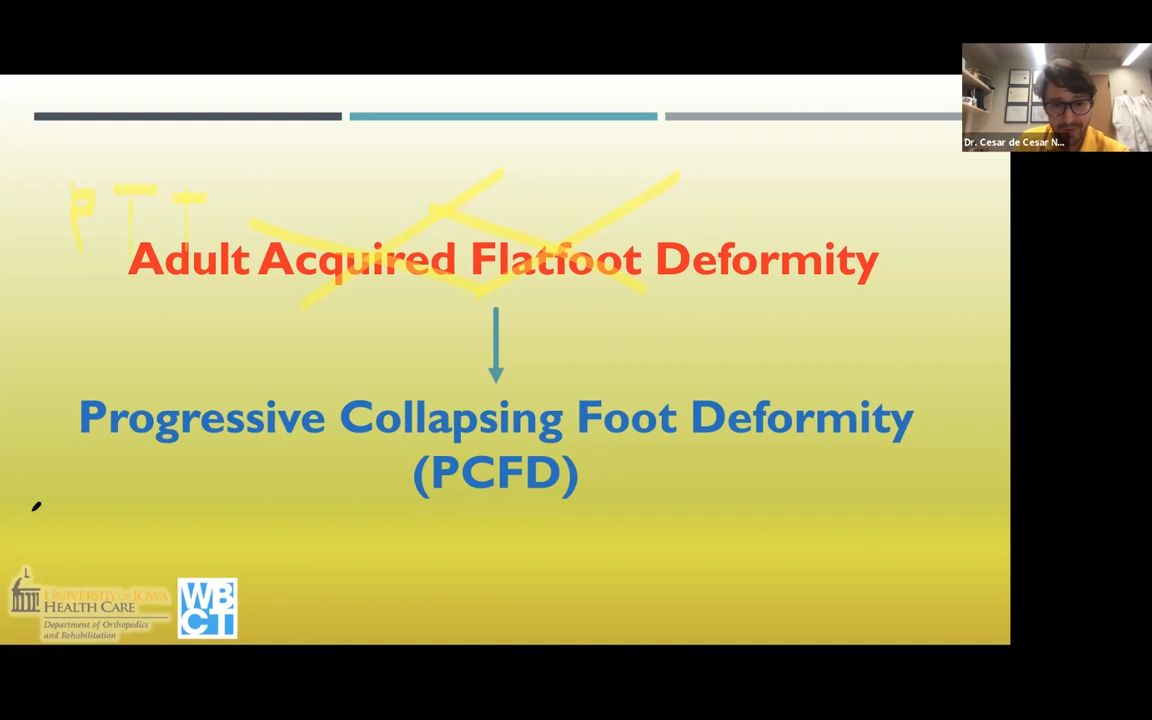 Dr. Cesar de Cesar N...
PTT
Adult Acquired Flatfoot Deformity
Progressive Collapsing Foot Deformity
(PCFD)
UNIVERSITY OF IOWA
HEALTH CARE
Department of Orthopedics
and Rehabilitation
WB
CT